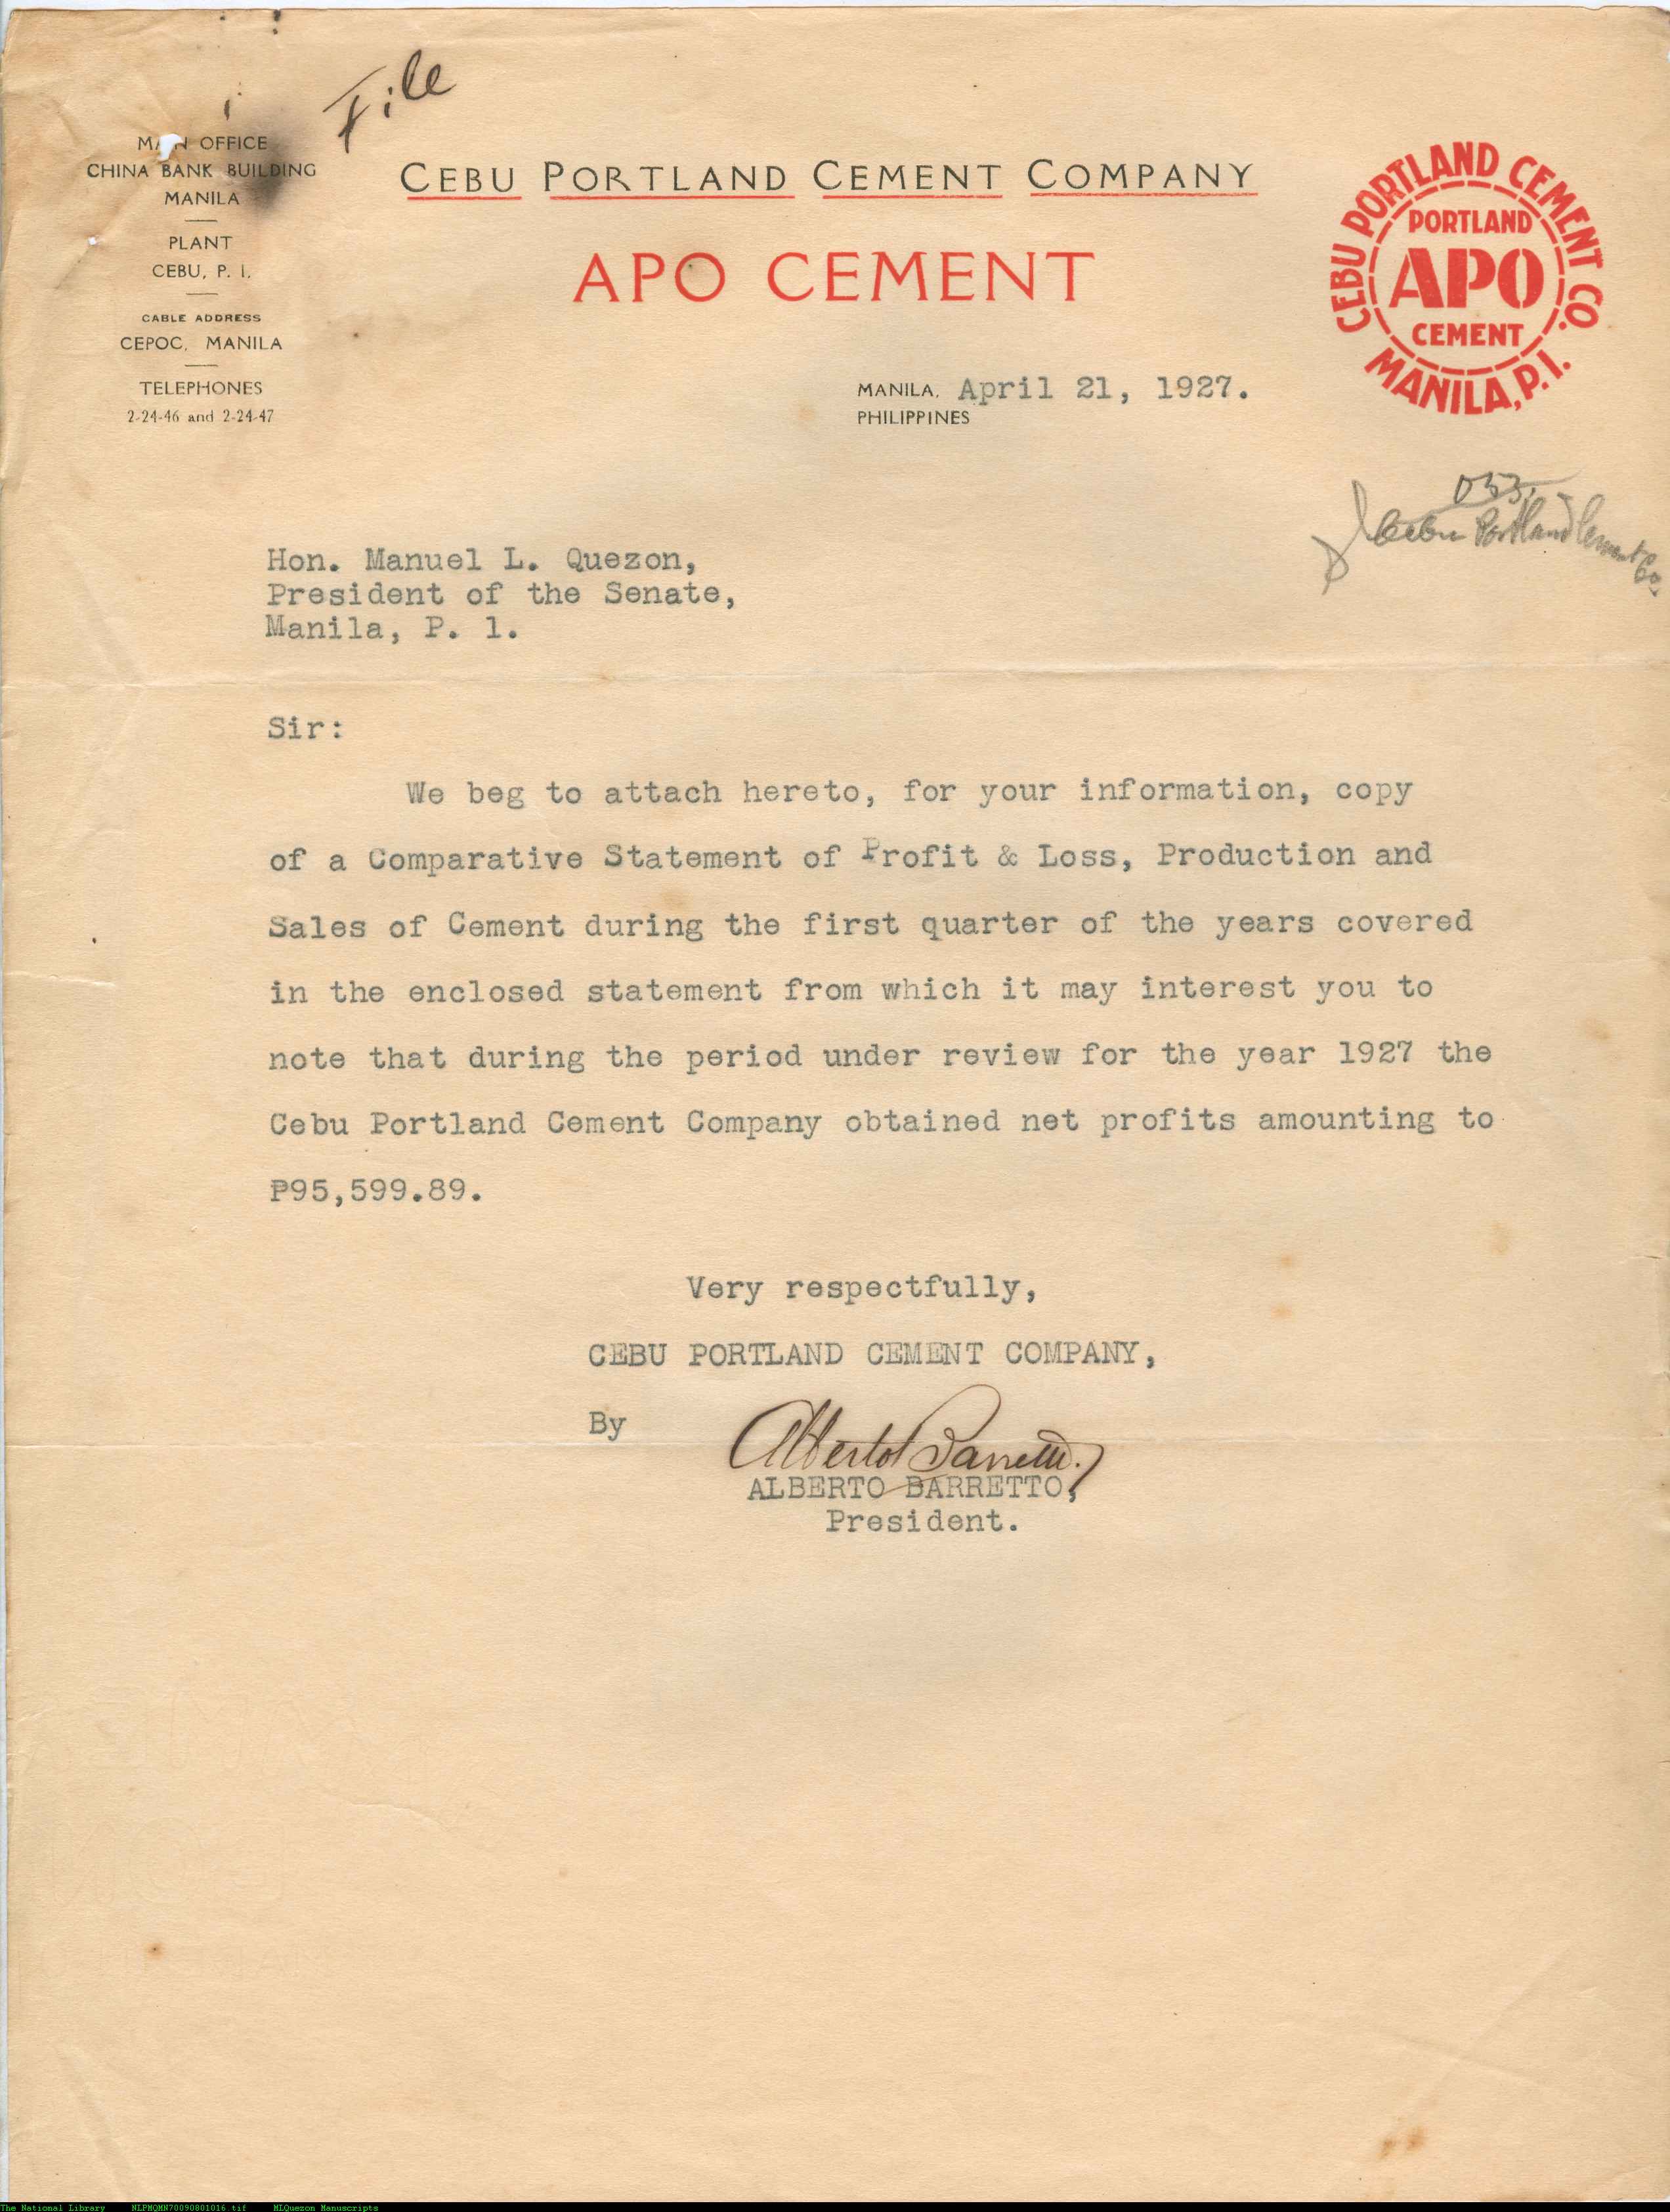 File
MAIN OFFICE
CHINA BANK BUILDING
MANILA
PLANT
CEBU, P. I.
CABLE ADDRESS
CEPOC, MANILA
TELEPHONES
2-24-46 and 2-24-47
CEBU PORTLAND CEMENT COMPANY
APO CEMENT
CEBU PORTLAND CEMENT CO.
MANILA, P. I.
PORTLAND
APO
CEMENT
MANILA, April 21, 1927.
PHILIPPINES
Cebu Portland Cement Co.
Hon. Manuel L. Quezon,
President of the Senate,
Manila, P. 1.
Sir:
We beg to attach hereto, for your information, copy
of a Comparative Statement of Profit & Loss, Production and
Sales of Cement during the first quarter of the years covered
in the enclosed statement from which it may interest you to
note that during the period under review for the year 1927 the
Cebu Portland Cement Company obtained net profits amounting to
₱95,599.89.
Very respectfully,
CEBU PORTLAND CEMENT COMPANY,
By
Alberto Barretto
ALBERTO BARRETTO,
President.
The National Library NLPMQMN70090801016.tif MLQuezon Manuscripts